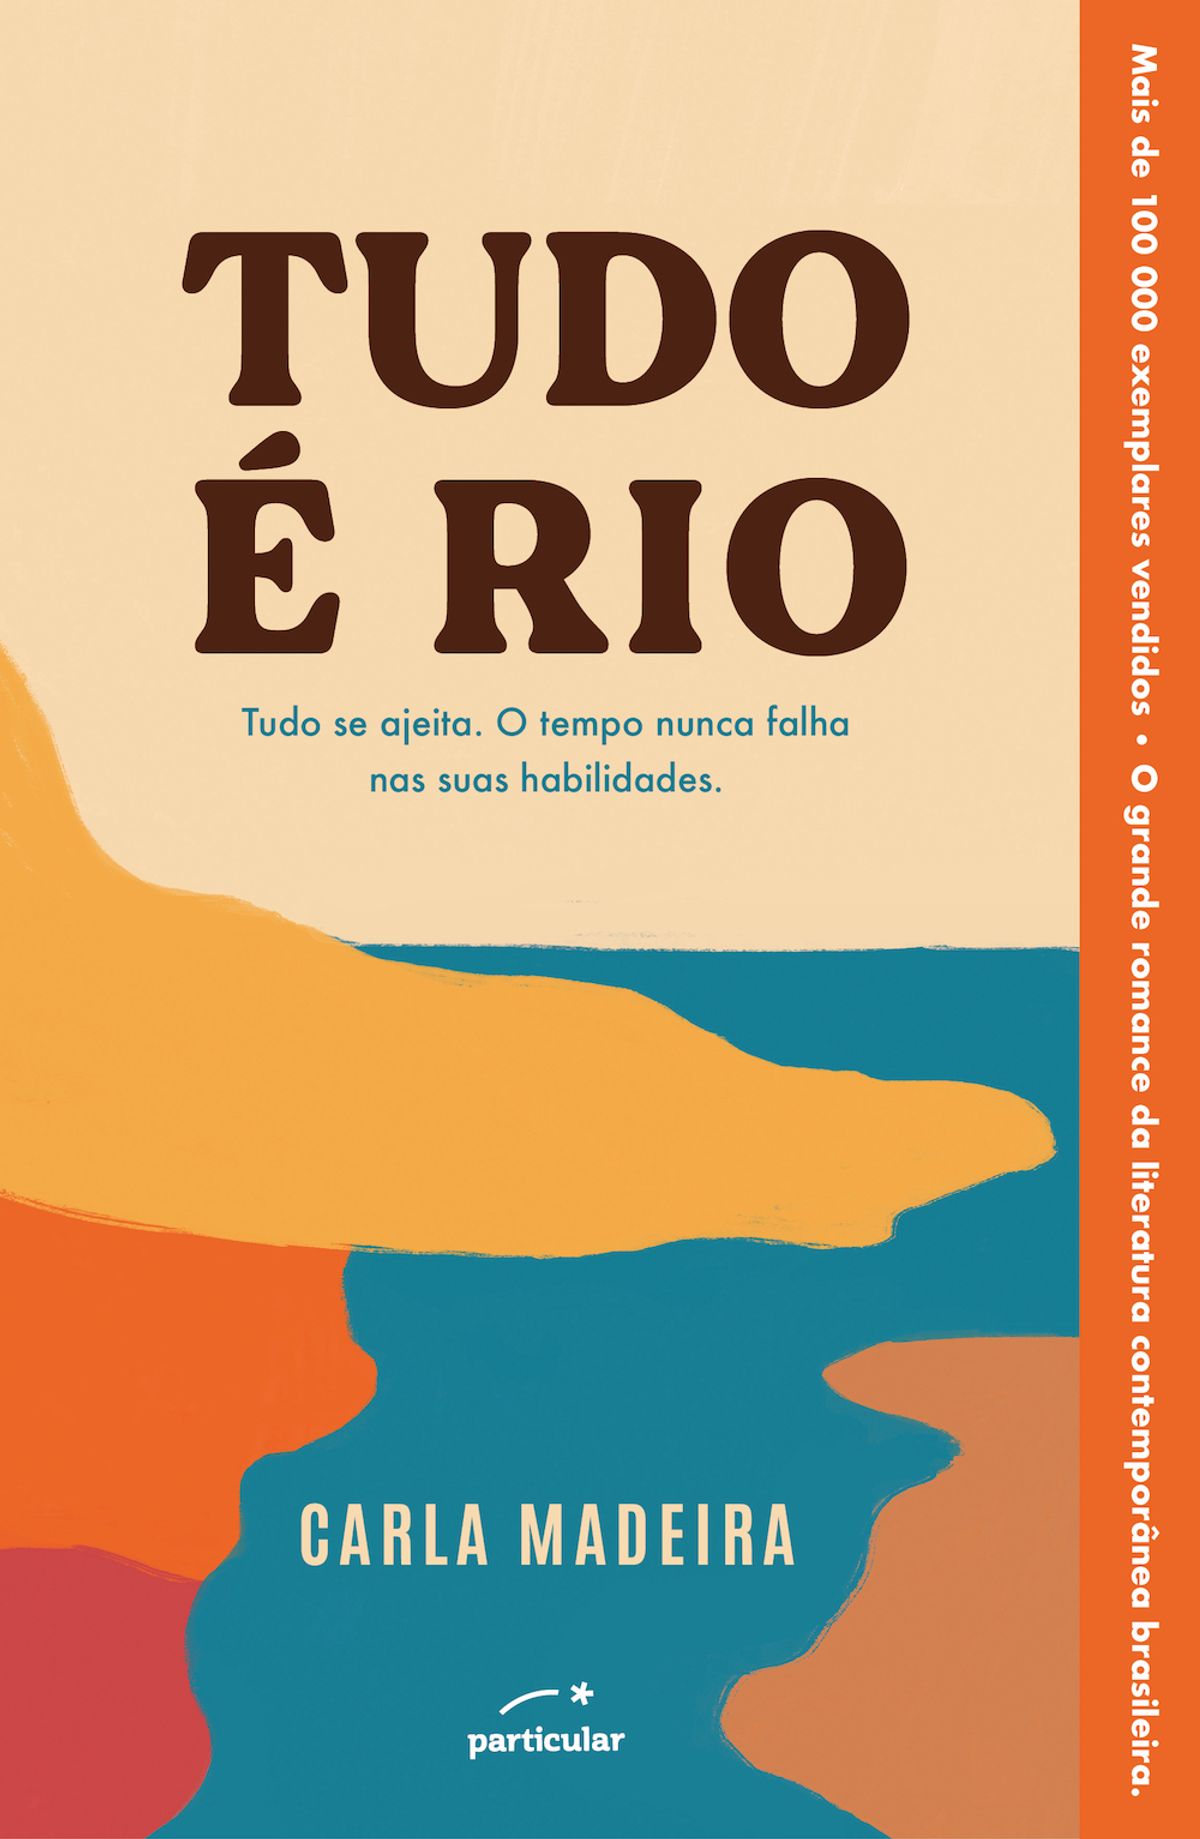 TUDO
É RIO
Tudo se ajeita. O tempo nunca falha
nas suas habilidades.
CARLA MADEIRA
particular
Mais de 100 000 exemplares vendidos • O grande romance da literatura contemporânea brasileira.